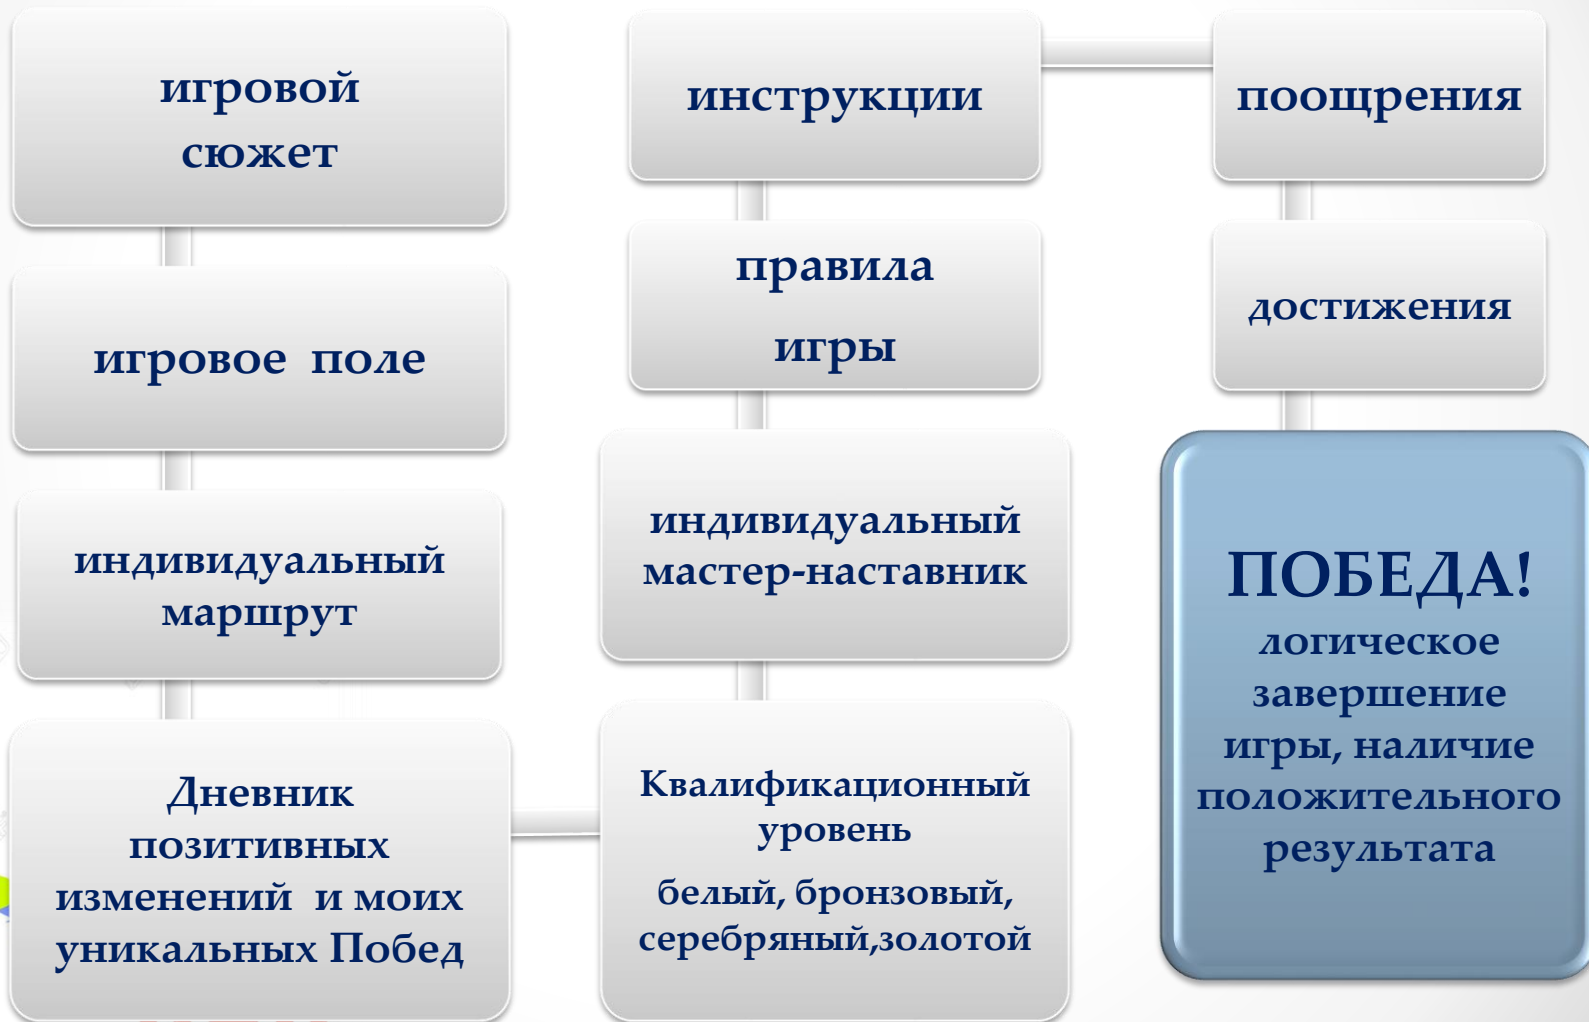 игровой
сюжет
игровое поле
индивидуальный
маршрут
Дневник
позитивных
изменений и моих
уникальных Побед
Квалификационный
уровень
белый, бронзовый,
серебряный,золотой
индивидуальный
мастер-наставник
правила
игры
инструкции
поощрения
достижения
ПОБЕДА!
логическое
завершение
игры, наличие
положительного
результата